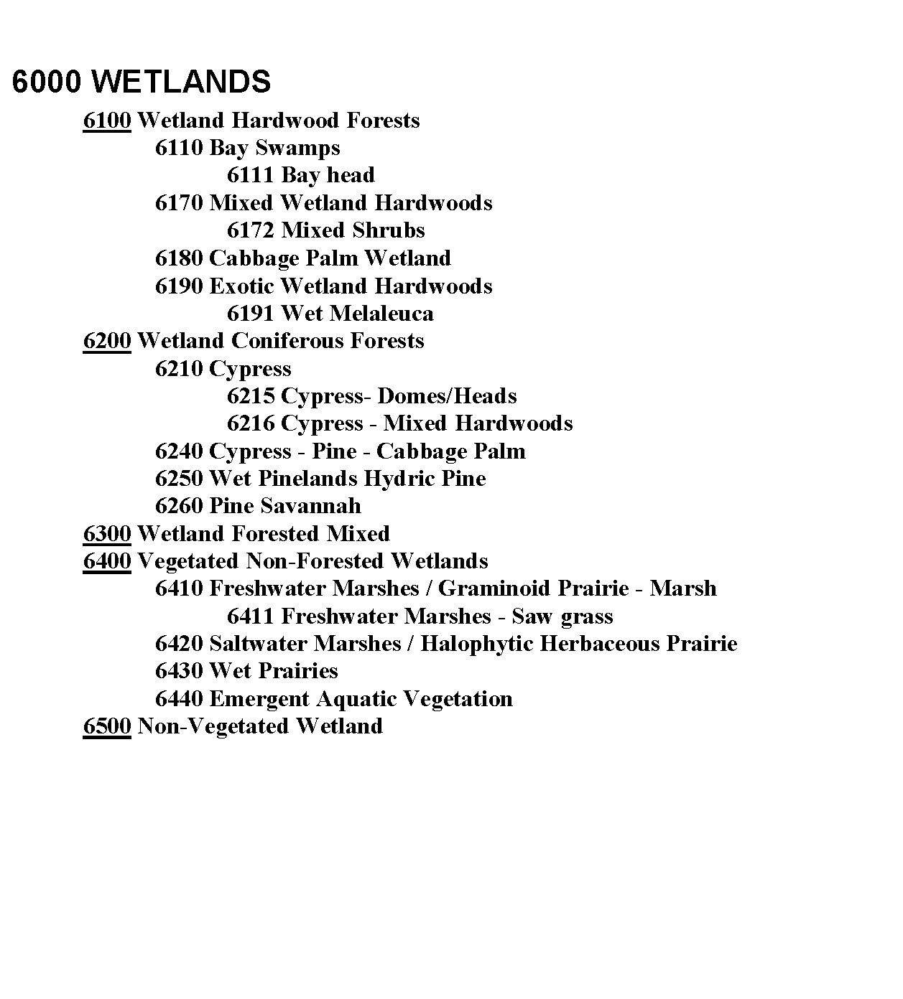 6000 WETLANDS
6100 Wetland Hardwood Forests
6110 Bay Swamps
6111 Bay head
6170 Mixed Wetland Hardwoods
6172 Mixed Shrubs
6180 Cabbage Palm Wetland
6190 Exotic Wetland Hardwoods
6191 Wet Melaleuca
6200 Wetland Coniferous Forests
6210 Cypress
6215 Cypress- Domes/Heads
6216 Cypress - Mixed Hardwoods
6240 Cypress - Pine - Cabbage Palm
6250 Wet Pinelands Hydric Pine
6260 Pine Savannah
6300 Wetland Forested Mixed
6400 Vegetated Non-Forested Wetlands
6410 Freshwater Marshes / Graminoid Prairie - Marsh
6411 Freshwater Marshes - Saw grass
6420 Saltwater Marshes / Halophytic Herbaceous Prairie
6430 Wet Prairies
6440 Emergent Aquatic Vegetation
6500 Non-Vegetated Wetland